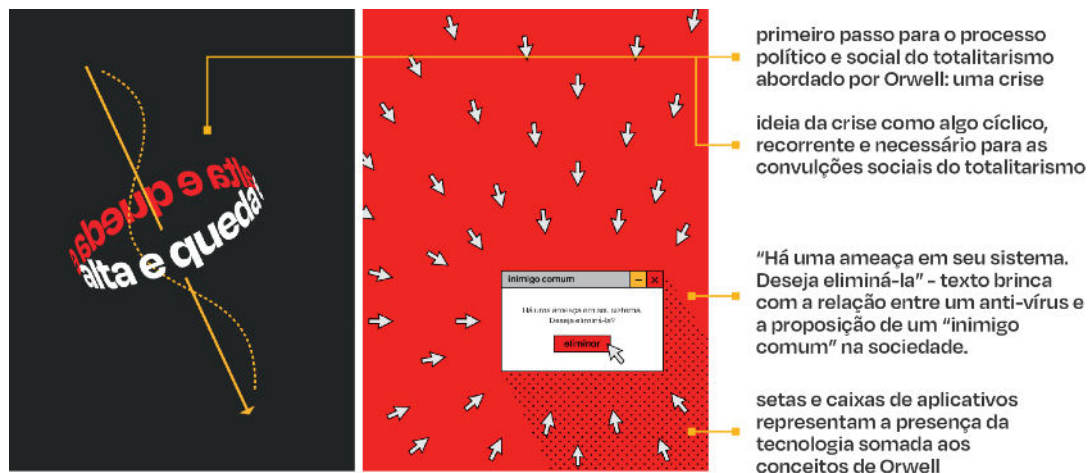 alta e queda
alta e queda
primeiro passo para o processo
político e social do totalitarismo
abordado por Orwell: uma crise
ideia da crise como algo cíclico,
recorrente e necessário para as
convulções sociais do totalitarismo
inimigo comum
Há uma ameaça em seu sistema.
Deseja eliminá-la?
eliminar
“Há uma ameaça em seu sistema.
Deseja eliminá-la” - texto brinca
com a relação entre um anti-vírus e
a proposição de um “inimigo
comum” na sociedade.
setas e caixas de aplicativos
representam a presença da
tecnologia somada aos
conceitos de Orwell